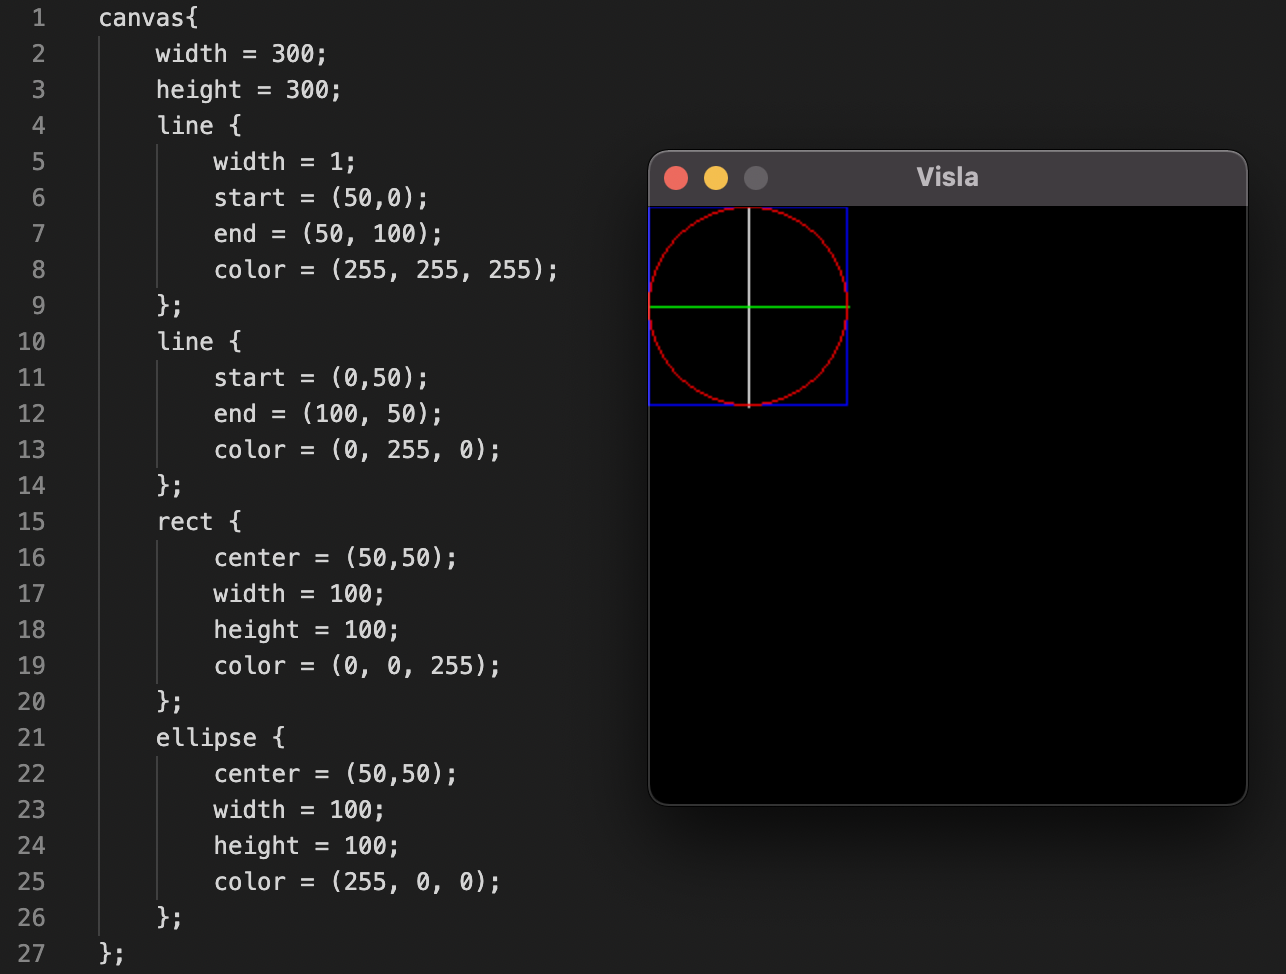 1 canvas{
2 width = 300;
3 height = 300;
4 line {
5 width = 1;
6 start = (50,0);
7 end = (50, 100);
8 color = (255, 255, 255);
9 };
10 line {
11 start = (0,50);
12 end = (100, 50);
13 color = (0, 255, 0);
14 };
15 rect {
16 center = (50,50);
17 width = 100;
18 height = 100;
19 color = (0, 0, 255);
20 };
21 ellipse {
22 center = (50,50);
23 width = 100;
24 height = 100;
25 color = (255, 0, 0);
26 };
27 };
Visla